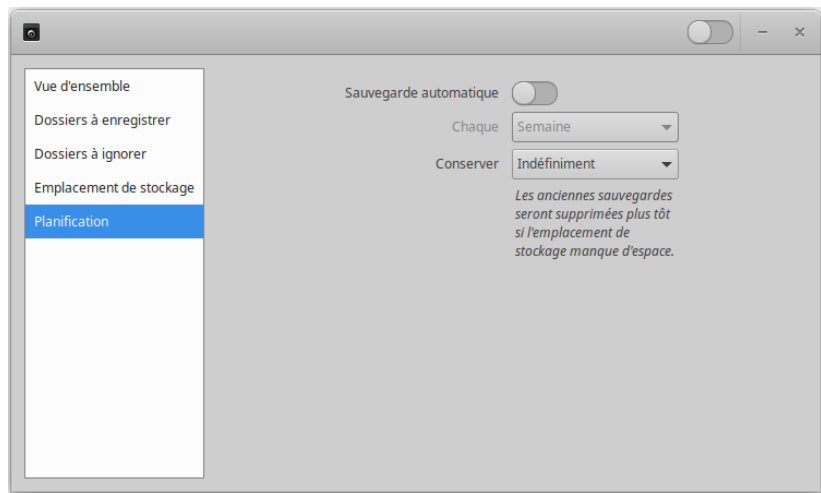 Vue d'ensemble
Dossiers à enregistrer
Dossiers à ignorer
Emplacement de stockage
Planification
Sauvegarde automatique
Chaque Semaine
Conserver Indéfiniment
Les anciennes sauvegardes
seront supprimées plus tôt
si l'emplacement de
stockage manque d'espace.